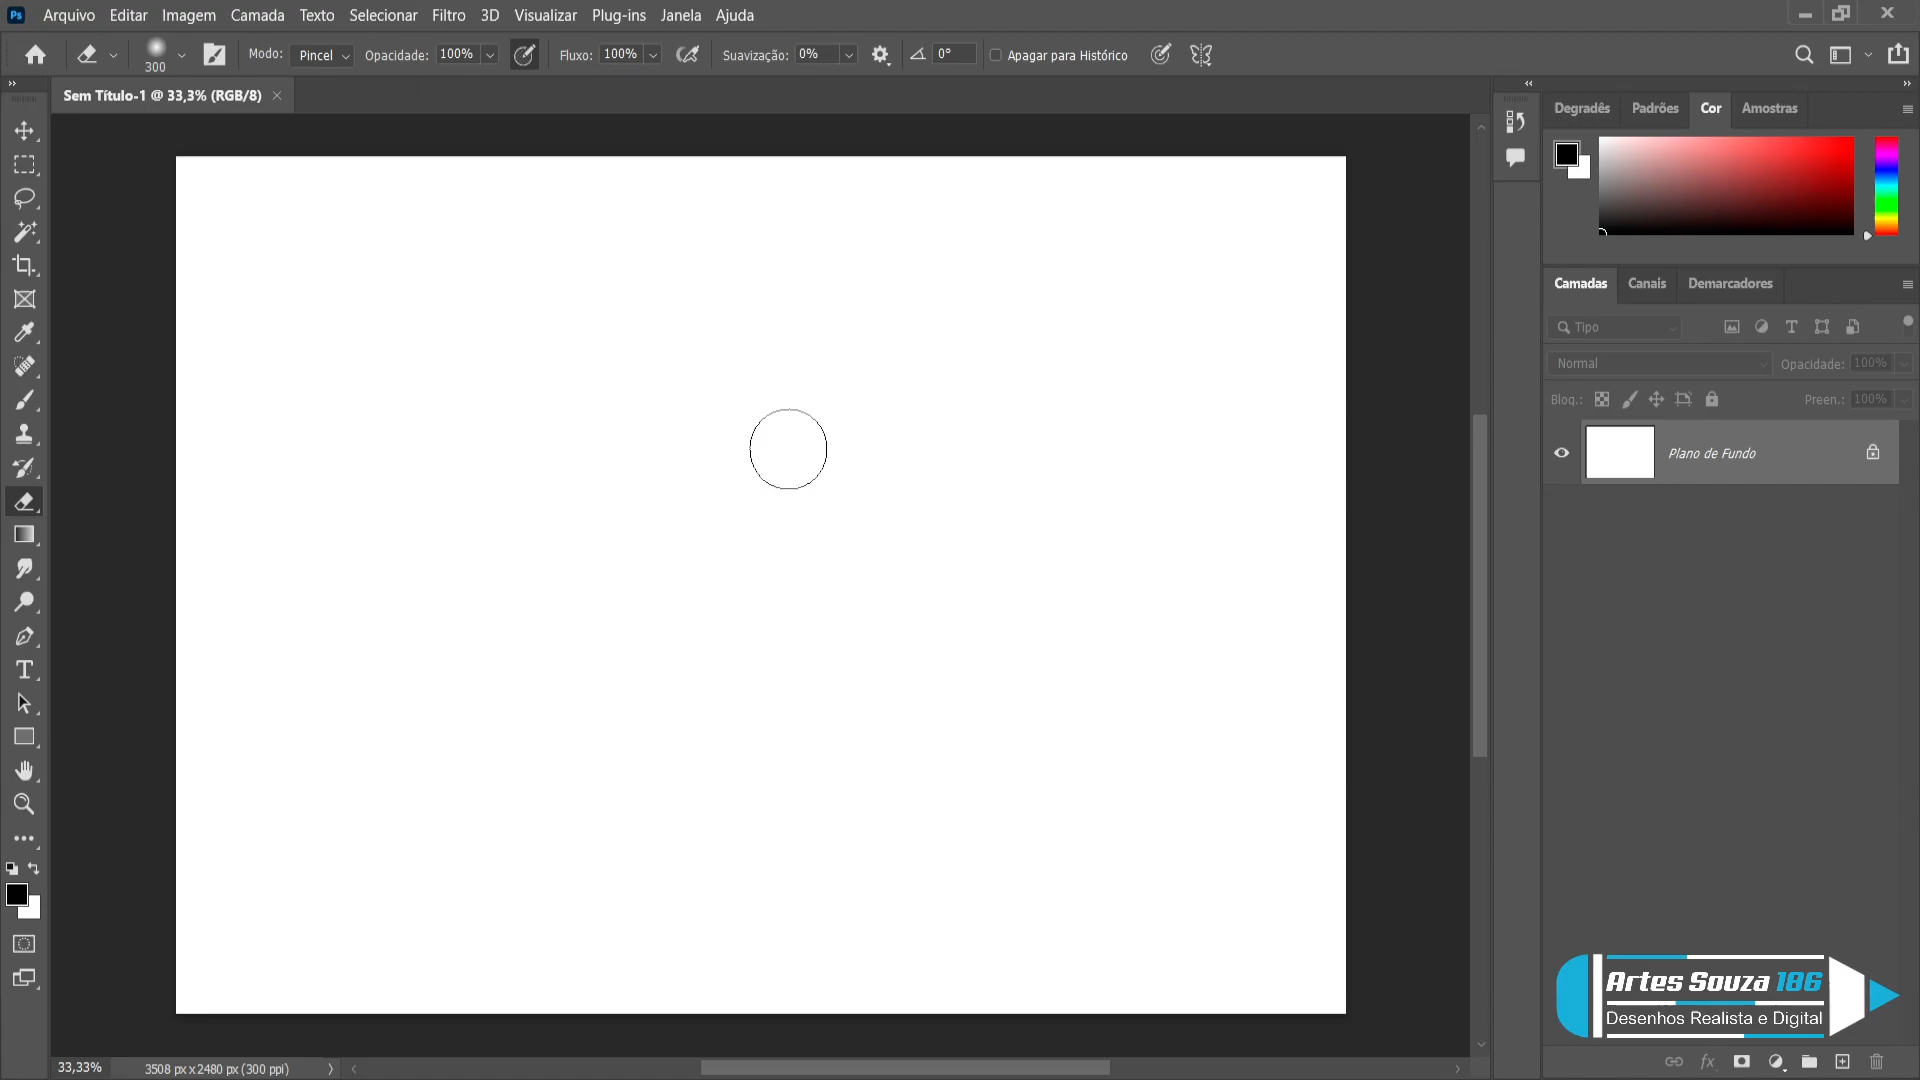 Ps Arquivo Editar Imagem Camada Texto Selecionar Filtro 3D Visualizar Plug-ins Janela Ajuda
300 Modo: Pincel Opacidade: 100% Fluxo: 100% Suavização: 0% 0° Apagar para Histórico
Sem Título-1 @ 33,3% (RGB/8)
Degradês Padrões Cor Amostras
Camadas Canais Demarcadores
Tipo
Normal Opacidade: 100%
Bloq.: Preen.: 100%
Plano de Fundo
Artes Souza 186
Desenhos Realista e Digital
33,33% 3508 px x 2480 px (300 ppi)